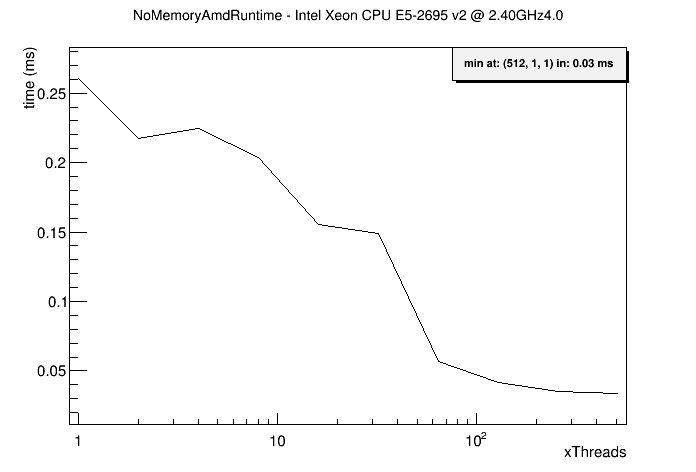 NoMemoryAmdRuntime - Intel Xeon CPU E5-2695 v2 @ 2.40GHz4.0
time (ms)
min at: (512, 1, 1) in: 0.03 ms
0.25
0.2
0.15
0.1
0.05
1 10 10²
xThreads